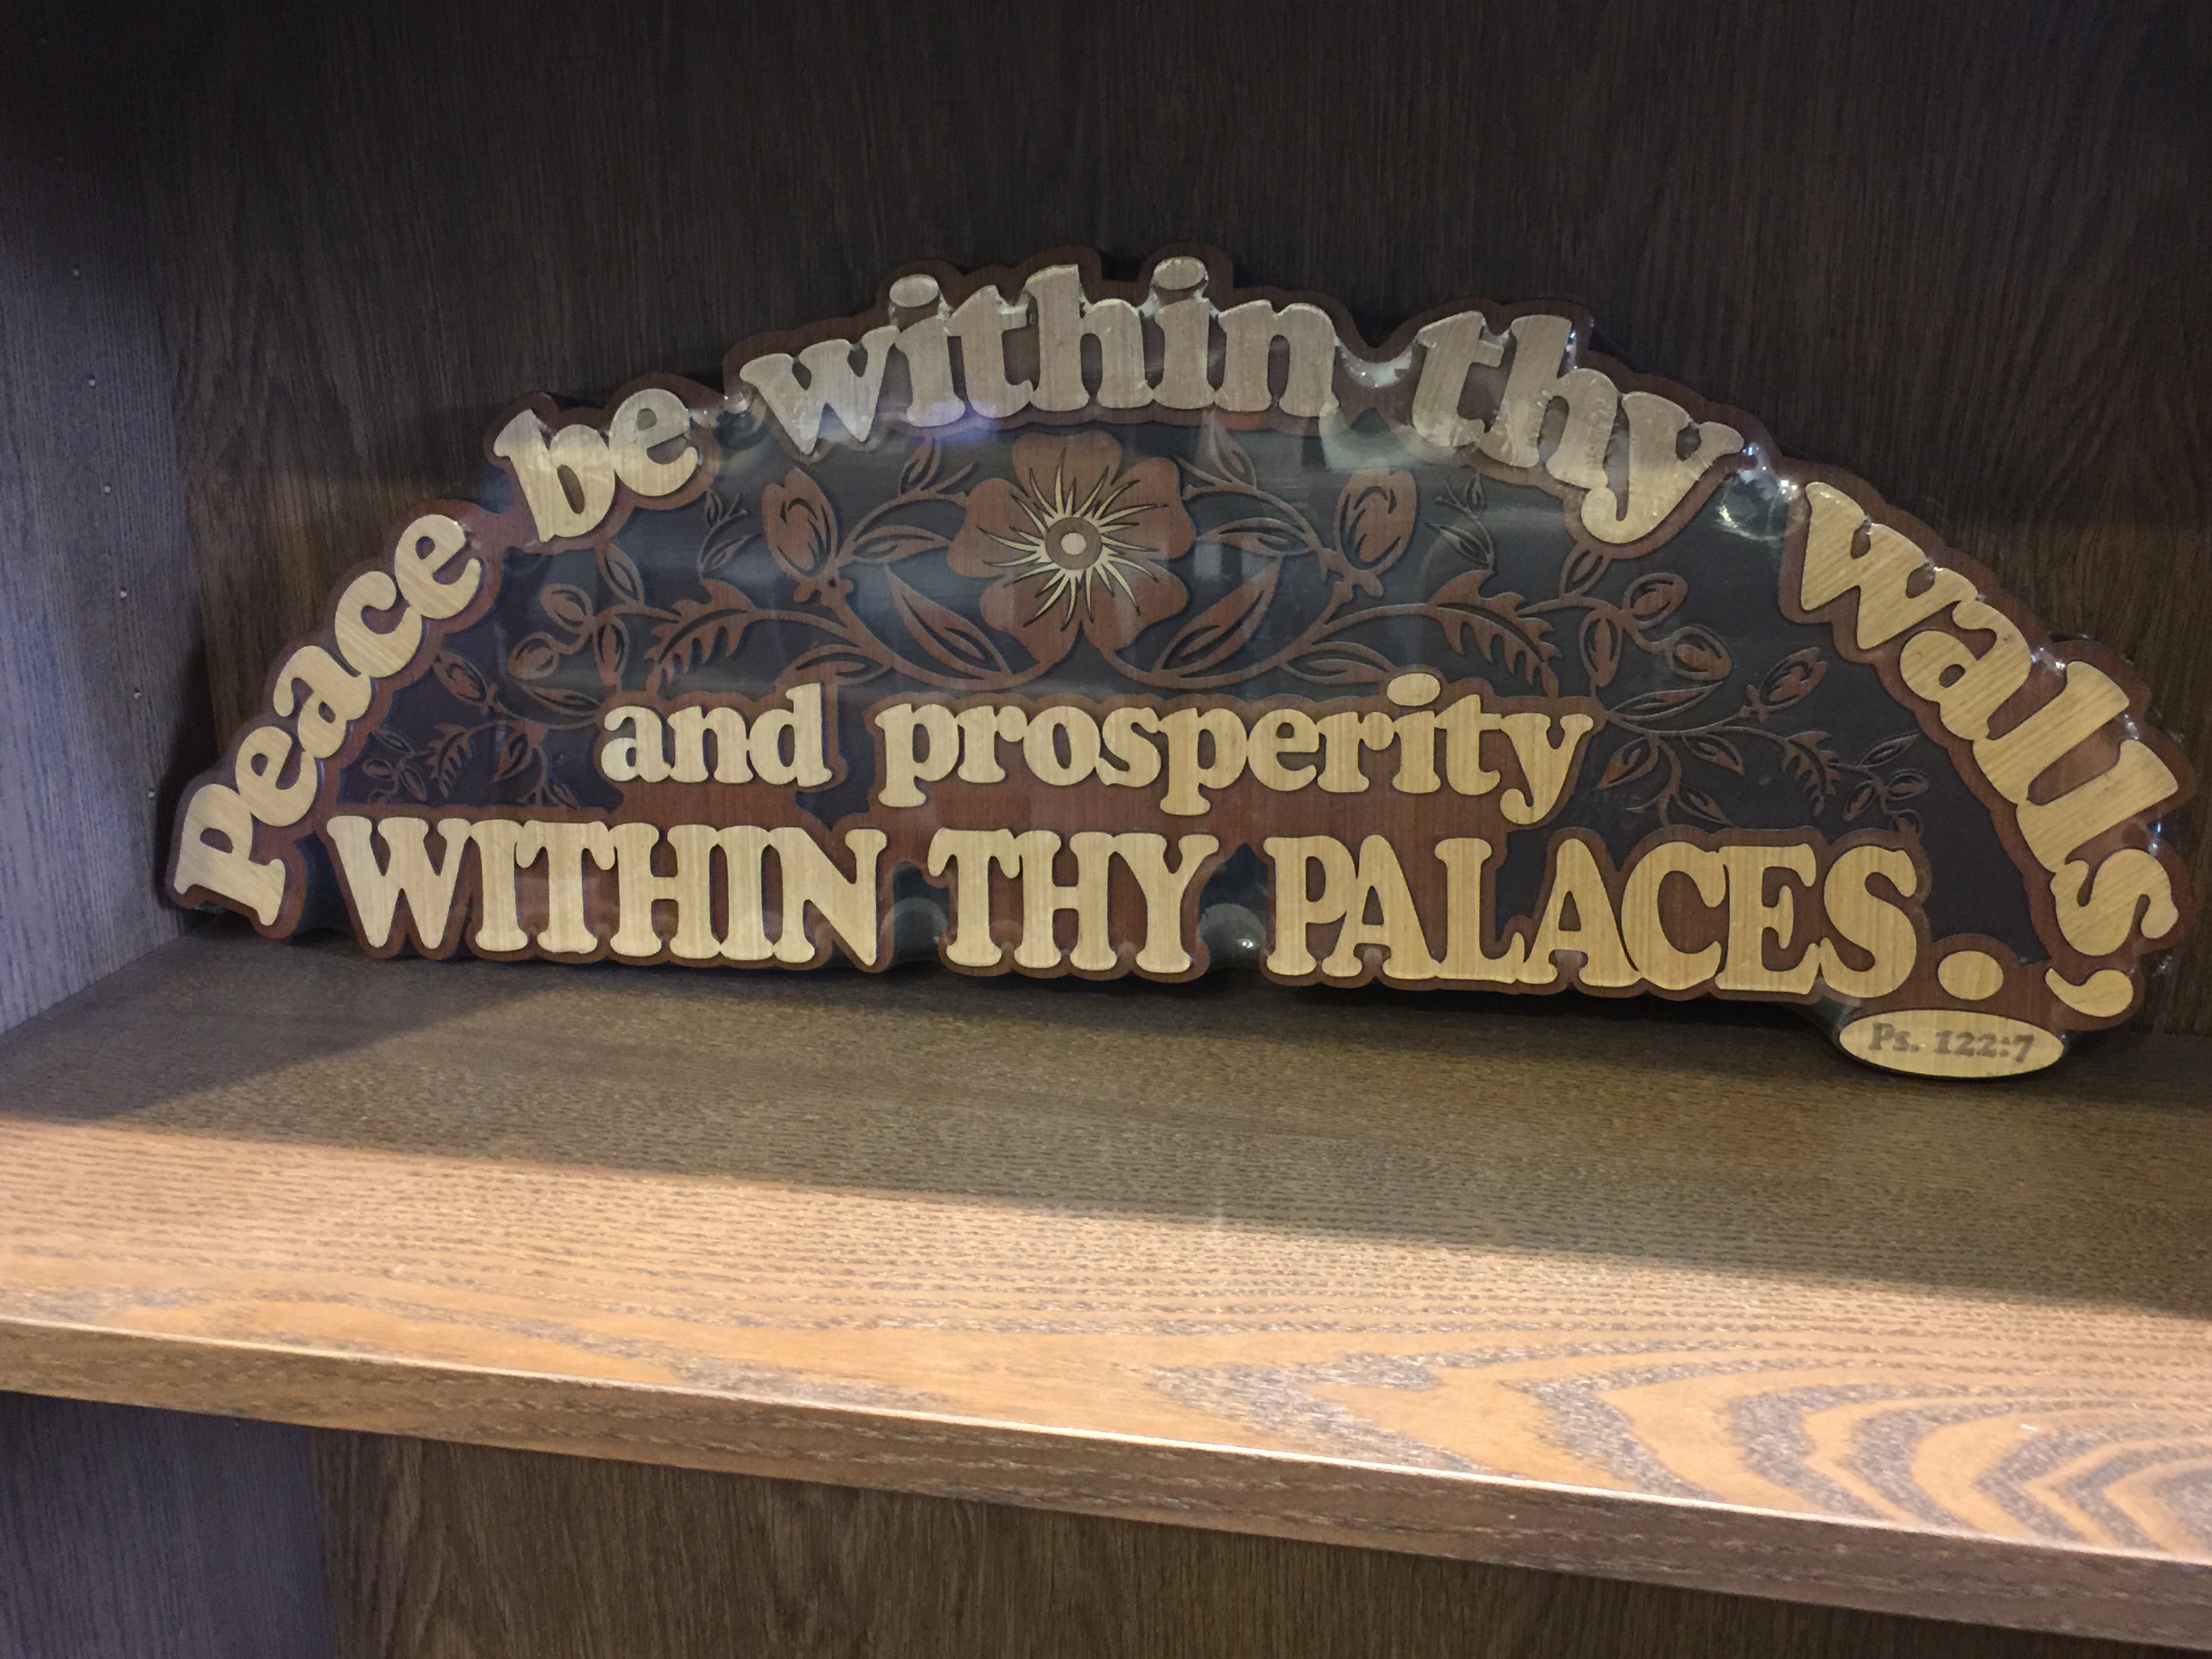 Peace be within thy walls,
and prosperity
WITHIN THY PALACES.
Ps. 122:7